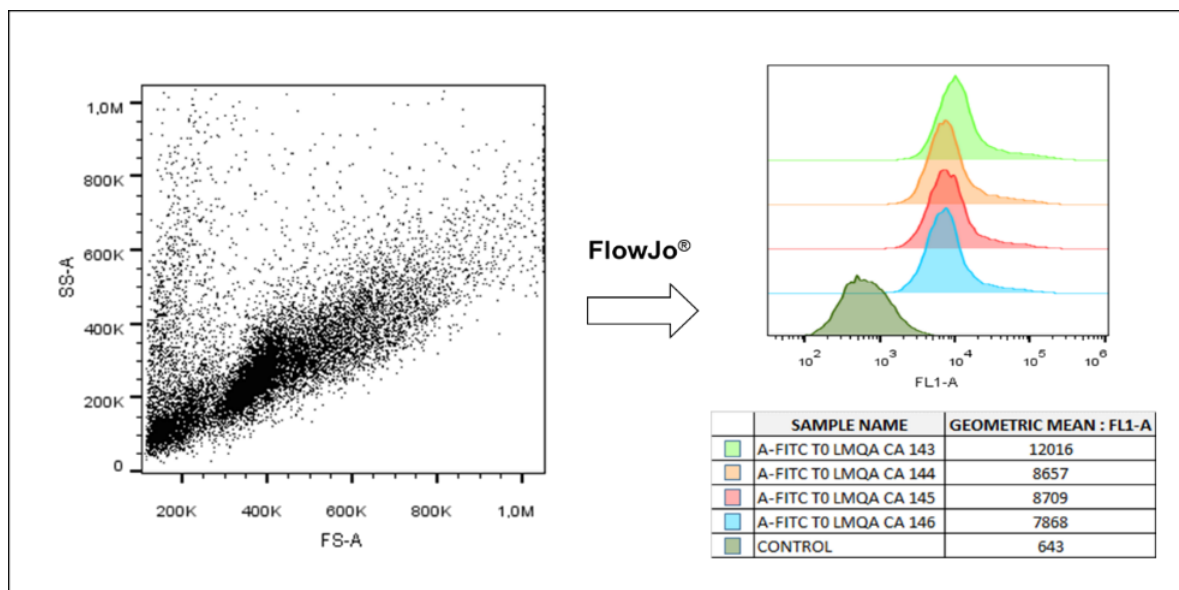 1,0M
800K
600K
400K
200K
0
SS-A
200K 400K 600K 800K 1,0M
FS-A
FlowJo®
10² 10³ 10⁴ 10⁵ 10⁶
FL1-A
SAMPLE NAME GEOMETRIC MEAN : FL1-A
A-FITC T0 LMQA CA 143 12016
A-FITC T0 LMQA CA 144 8657
A-FITC T0 LMQA CA 145 8709
A-FITC T0 LMQA CA 146 7868
CONTROL 643